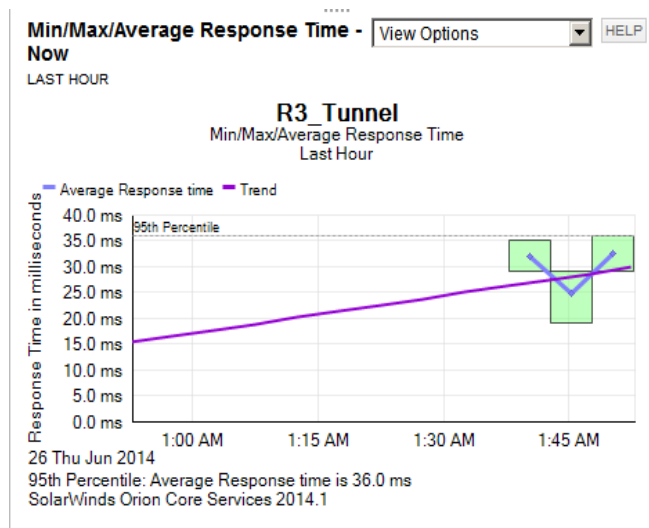 Min/Max/Average Response Time - Now
View Options
HELP
LAST HOUR
R3_Tunnel
Min/Max/Average Response Time
Last Hour
Average Response time
Trend
Response Time in milliseconds
95th Percentile
40.0 ms
35.0 ms
30.0 ms
25.0 ms
20.0 ms
15.0 ms
10.0 ms
5.0 ms
0.0 ms
1:00 AM
1:15 AM
1:30 AM
1:45 AM
26 Thu Jun 2014
95th Percentile: Average Response time is 36.0 ms
SolarWinds Orion Core Services 2014.1